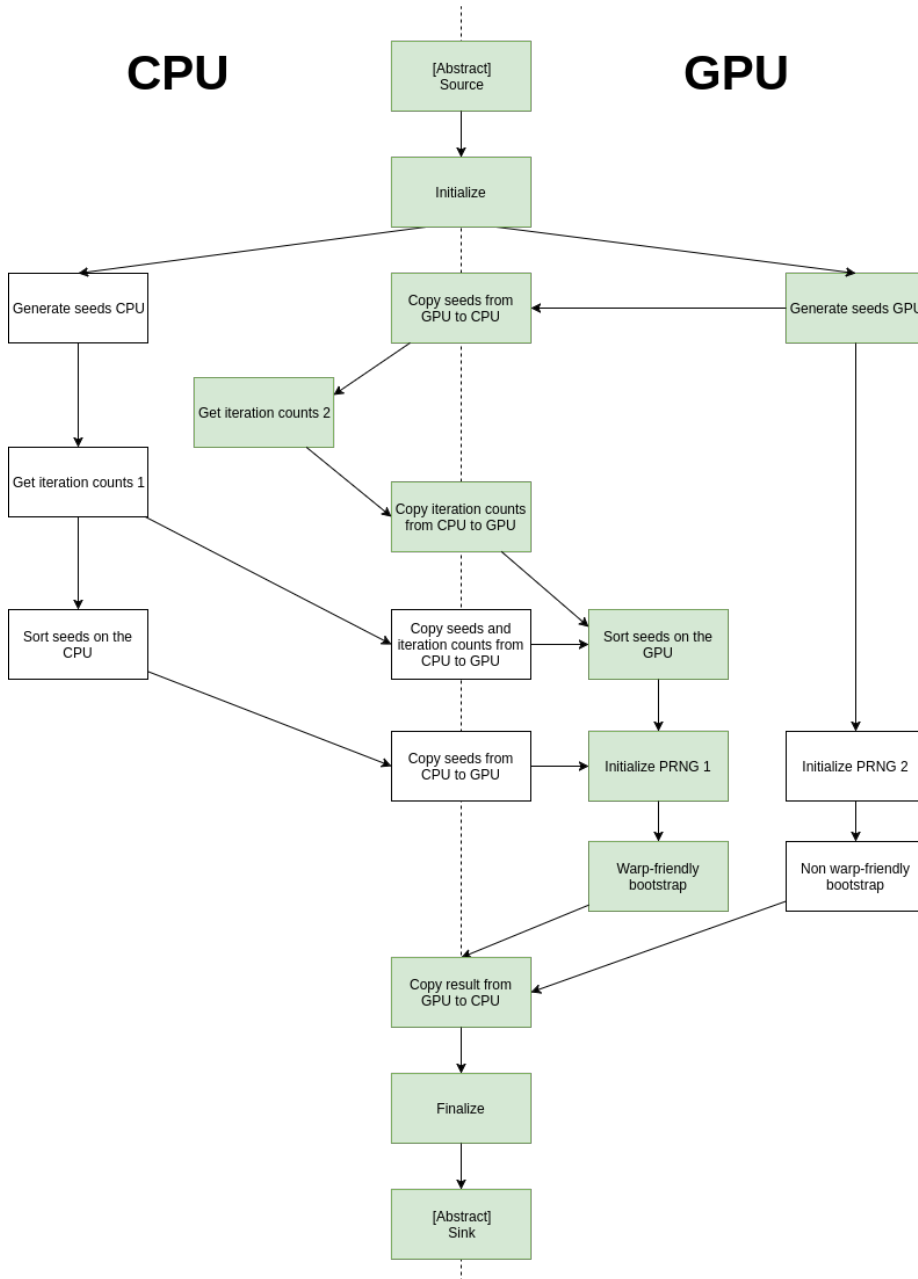 CPU
GPU
[Abstract]
Source
Initialize
Generate seeds CPU
Copy seeds from
GPU to CPU
Generate seeds GPU
Get iteration counts 2
Get iteration counts 1
Copy iteration counts
from CPU to GPU
Sort seeds on the
CPU
Copy seeds and
iteration counts from
CPU to GPU
Sort seeds on the
GPU
Copy seeds from
CPU to GPU
Initialize PRNG 1
Initialize PRNG 2
Warp-friendly
bootstrap
Non warp-friendly
bootstrap
Copy result from
GPU to CPU
Finalize
[Abstract]
Sink